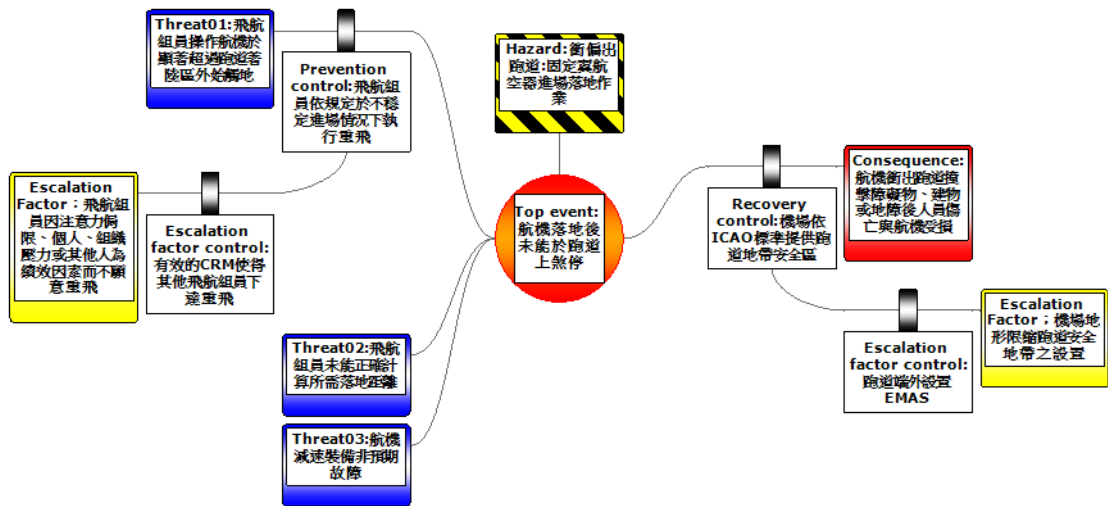 Threat01:飛航
組員操作航機於
顯著超過跑道著
陸區外始觸地
Prevention
control:飛航組
員依規定於不穩
定進場情況下執
行重飛
Escalation
Factor；飛航組
員因注意力侷
限、個人、組織
壓力或其他人為
績效因素而不願
意重飛
Escalation
factor control:
有效的CRM使得
其他飛航組員下
達重飛
Threat02:飛航
組員未能正確計
算所需落地距離
Threat03:航機
減速裝備非預期
故障
Hazard:衝偏出
跑道:固定翼航
空器進場落地作
業
Top event:
航機落地後
未能於跑道
上煞停
Recovery
control:機場依
ICAO標準提供跑
道地帶安全區
Consequence:
航機衝出跑道撞
擊障礙物、建物
或地障後人員傷
亡與航機受損
Escalation
factor control:
跑道端外設置
EMAS
Escalation
Factor；機場地
形限縮跑道安全
地帶之設置